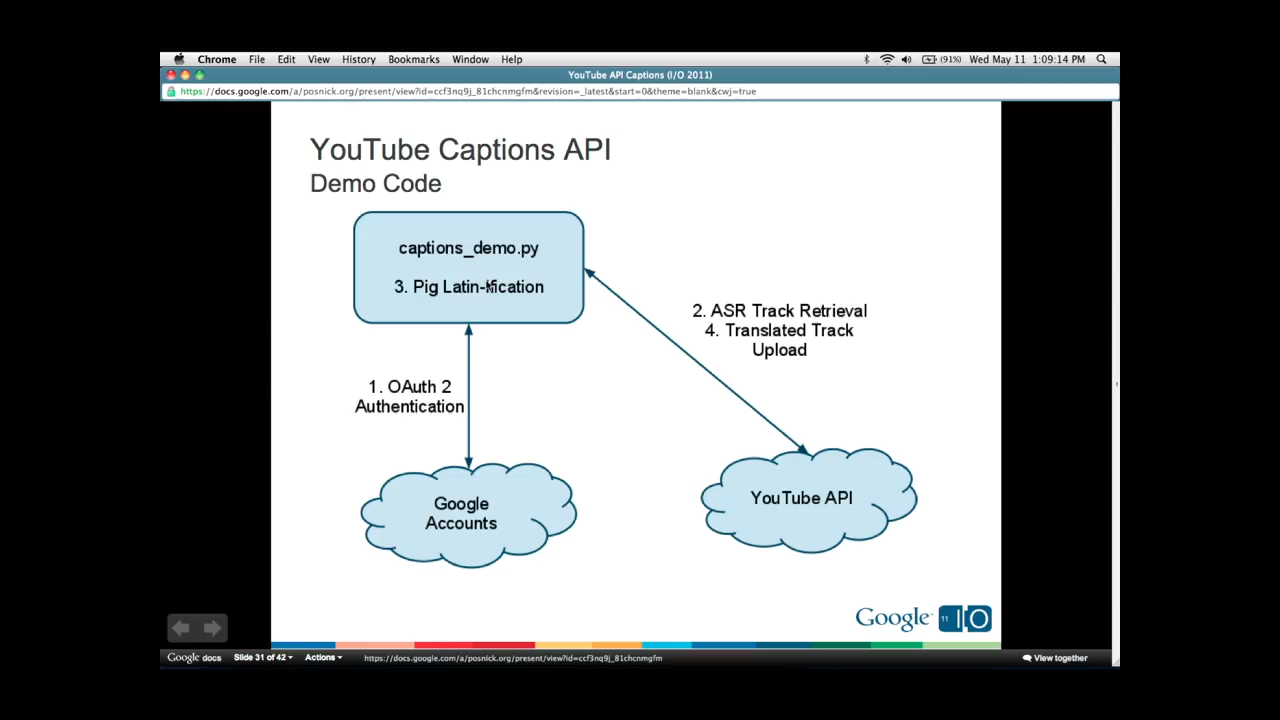 Chrome File Edit View History Bookmarks Window Help (91%) Wed May 11 1:09:14 PM
YouTube API Captions (I/O 2011)
https://docs.google.com/a/posnick.org/present/view?id=ccf3nq9j_81chcnmgfm&revision=_latest&start=0&theme=blank&cwj=true
YouTube Captions API
Demo Code
captions_demo.py
3. Pig Latin-ification
2. ASR Track Retrieval
4. Translated Track
Upload
1. OAuth 2
Authentication
Google
Accounts
YouTube API
Google 11 IO
Google docs Slide 31 of 42 Actions https://docs.google.com/a/posnick.org/present/view?id=ccf3nq9j_81chcnmgfm View together